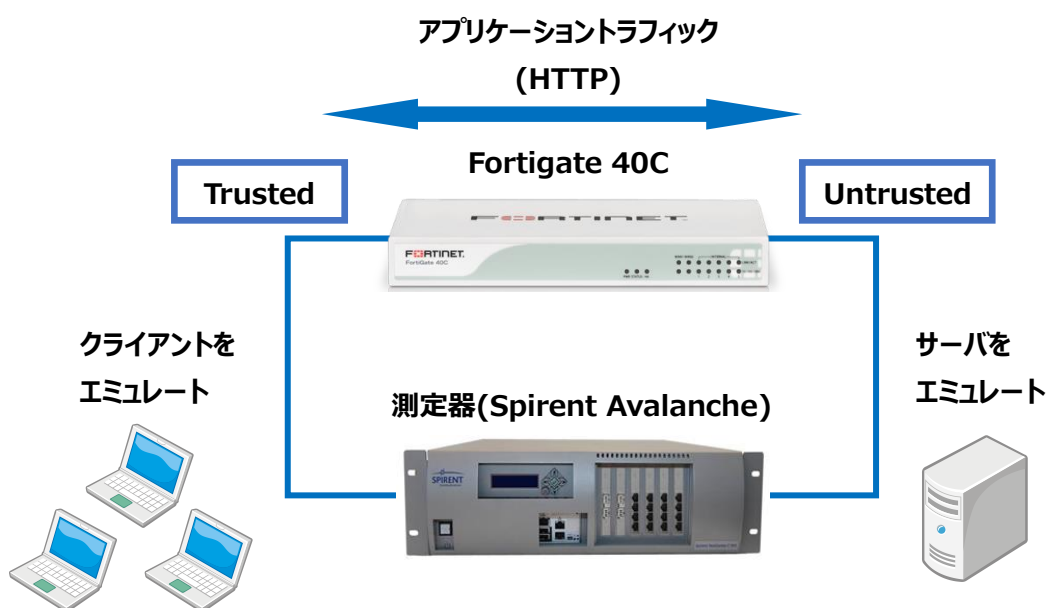 アプリケーショントラフィック
(HTTP)
Fortigate 40C
Trusted
Untrusted
FORTINET
FORTINET.
FortiGate 40C
クライアントを
エミュレート
サーバを
エミュレート
測定器(Spirent Avalanche)
SPIRENT